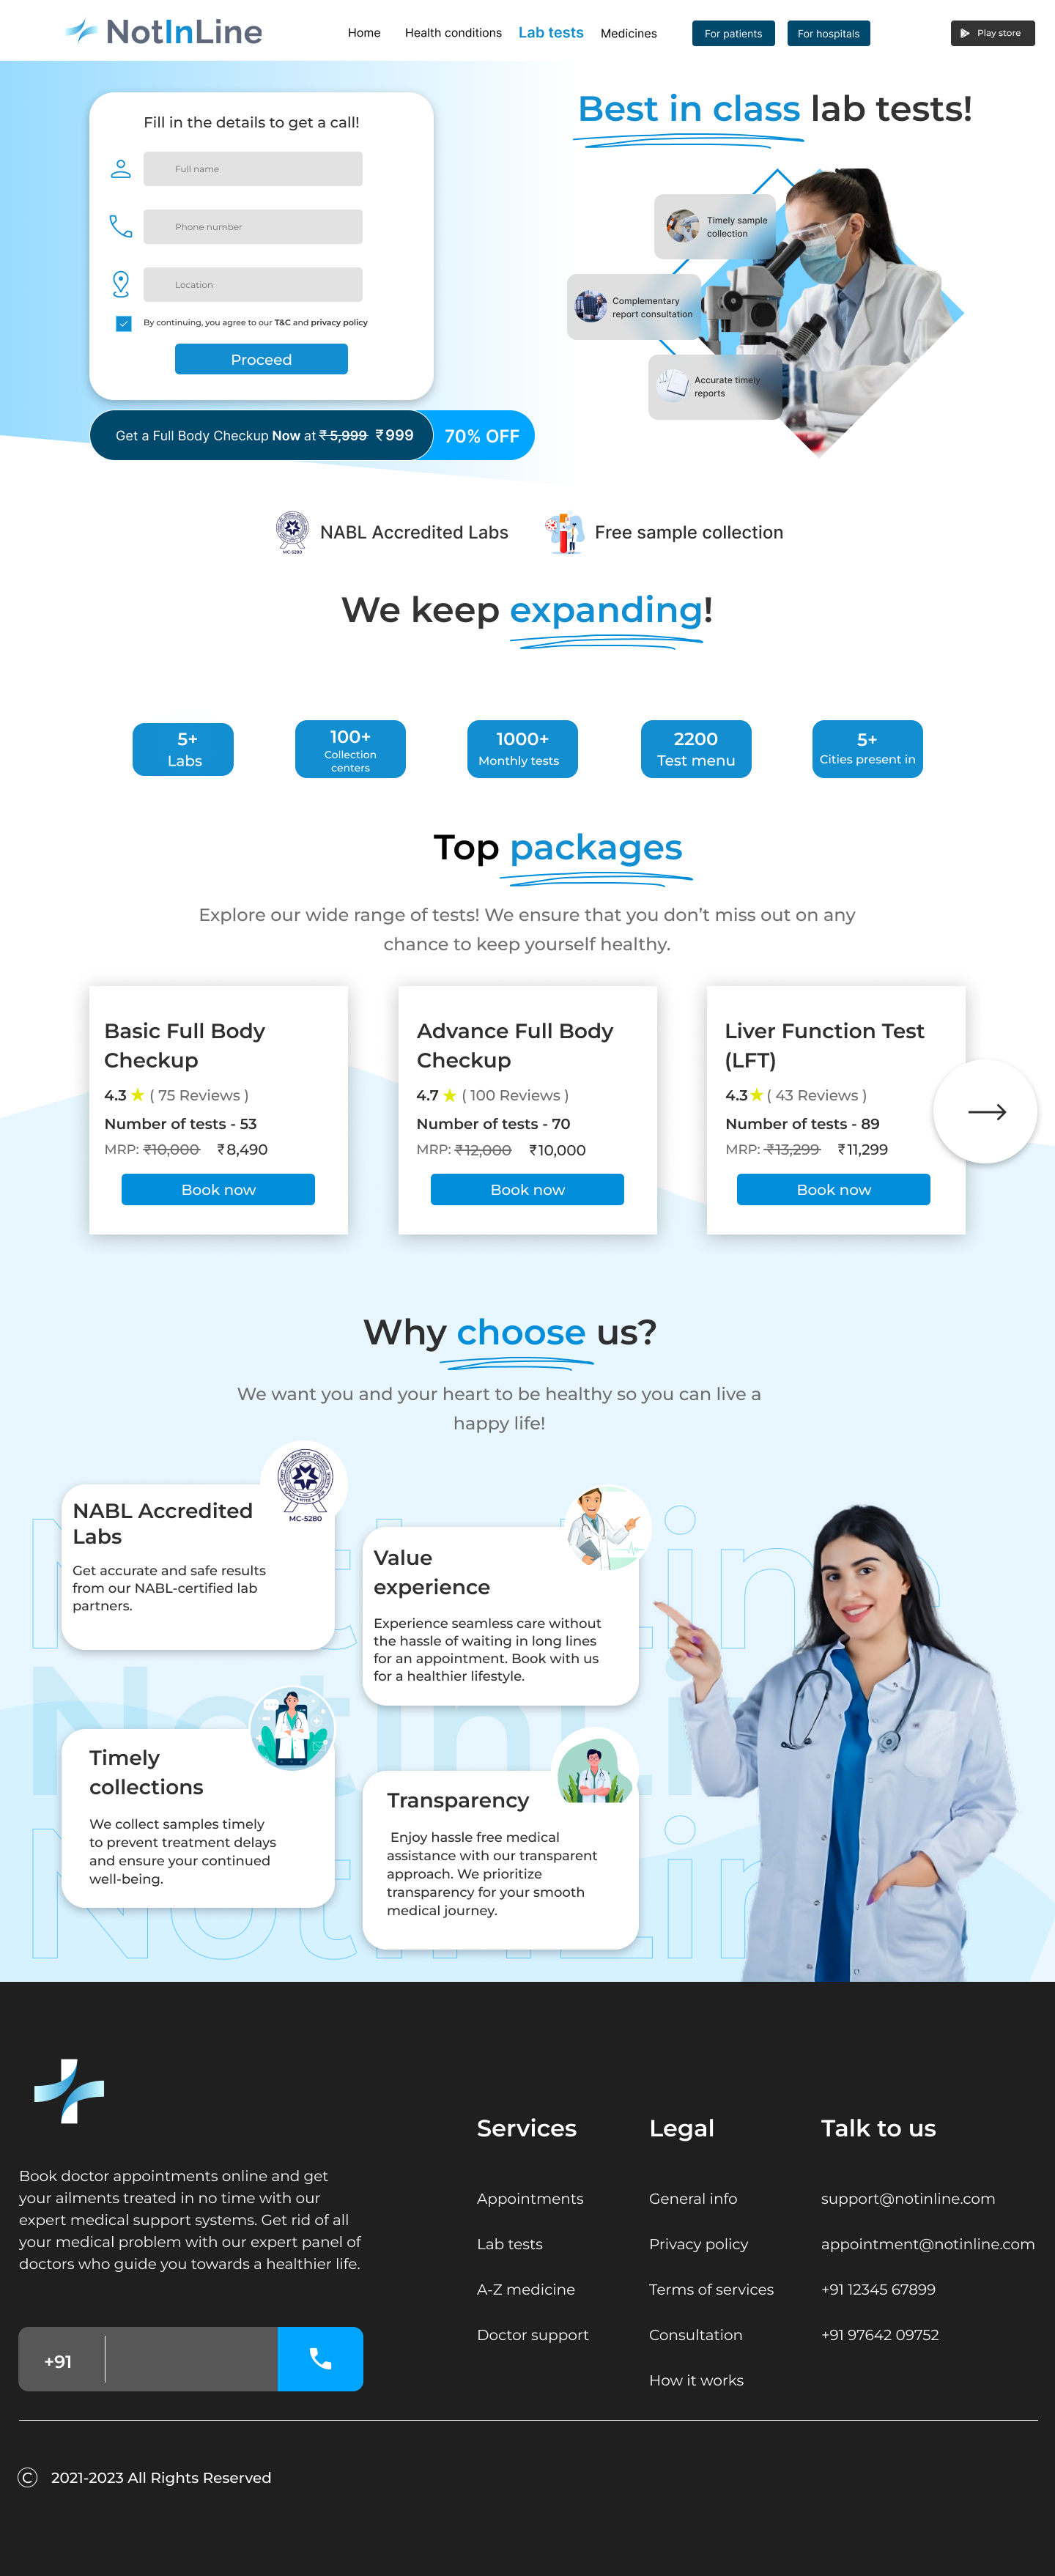 NotInLine
Home
Health conditions
Lab tests
Medicines
For patients
For hospitals
Play store
Fill in the details to get a call!
Full name
Phone number
Location
By continuing, you agree to our T&C and privacy policy
Proceed
Get a Full Body Checkup Now at ₹ 5,999 ₹999
70% OFF
Best in class lab tests!
Timely sample
collection
Complementary
report consultation
Accurate timely
reports
MC-5280
NABL Accredited Labs
Free sample collection
We keep expanding!
5+
Labs
100+
Collection
centers
1000+
Monthly tests
2200
Test menu
5+
Cities present in
Top packages
Explore our wide range of tests! We ensure that you don’t miss out on any
chance to keep yourself healthy.
Basic Full Body
Checkup
4.3 ★ ( 75 Reviews )
Number of tests - 53
MRP: ₹10,000 ₹8,490
Book now
Advance Full Body
Checkup
4.7 ★ ( 100 Reviews )
Number of tests - 70
MRP: ₹12,000 ₹10,000
Book now
Liver Function Test
(LFT)
4.3 ★ ( 43 Reviews )
Number of tests - 89
MRP: ₹13,299 ₹11,299
Book now
Why choose us?
We want you and your heart to be healthy so you can live a
happy life!
NotInLine
NotInLine
NotInLine
MC-5280
NABL Accredited
Labs
Get accurate and safe results
from our NABL-certified lab
partners.
Value
experience
Experience seamless care without
the hassle of waiting in long lines
for an appointment. Book with us
for a healthier lifestyle.
Timely
collections
We collect samples timely
to prevent treatment delays
and ensure your continued
well-being.
Transparency
Enjoy hassle free medical
assistance with our transparent
approach. We prioritize
transparency for your smooth
medical journey.
Book doctor appointments online and get
your ailments treated in no time with our
expert medical support systems. Get rid of all
your medical problem with our expert panel of
doctors who guide you towards a healthier life.
+91
Services
Appointments
Lab tests
A-Z medicine
Doctor support
Legal
General info
Privacy policy
Terms of services
Consultation
How it works
Talk to us
support@notinline.com
appointment@notinline.com
+91 12345 67899
+91 97642 09752
© 2021-2023 All Rights Reserved